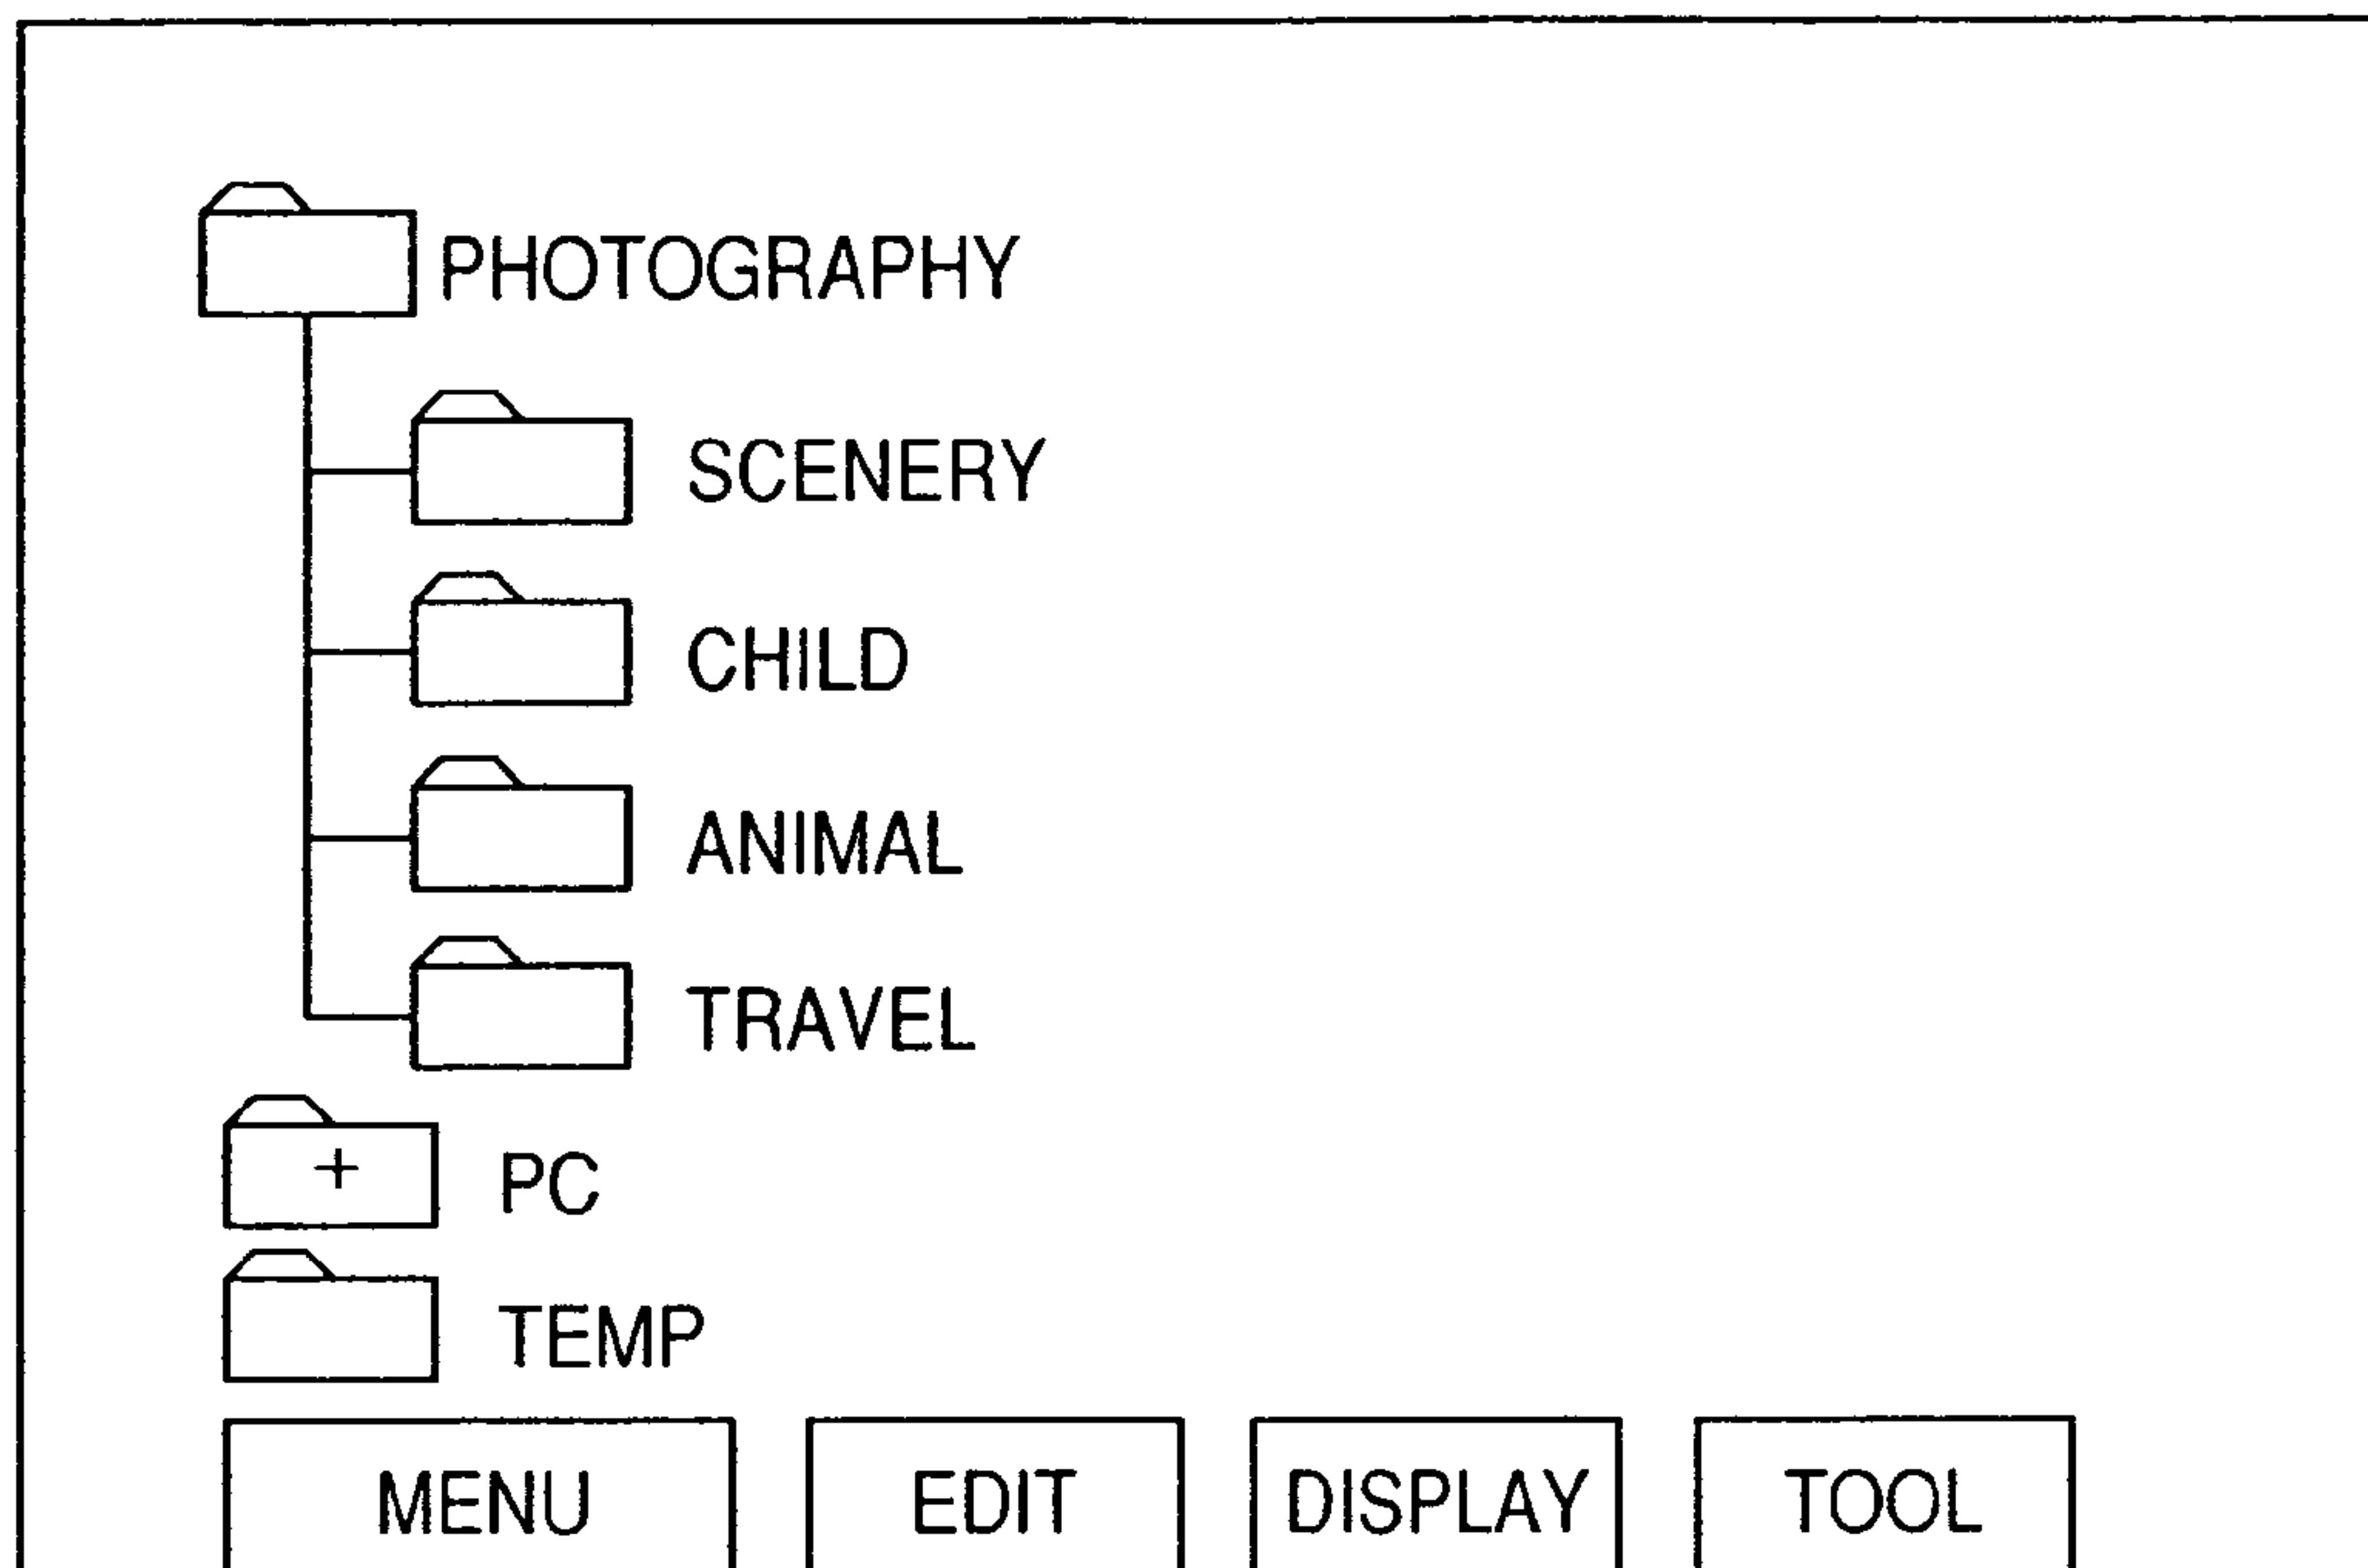 PHOTOGRAPHY
SCENERY
CHILD
ANIMAL
TRAVEL
+ PC
TEMP
MENU EDIT DISPLAY TOOL